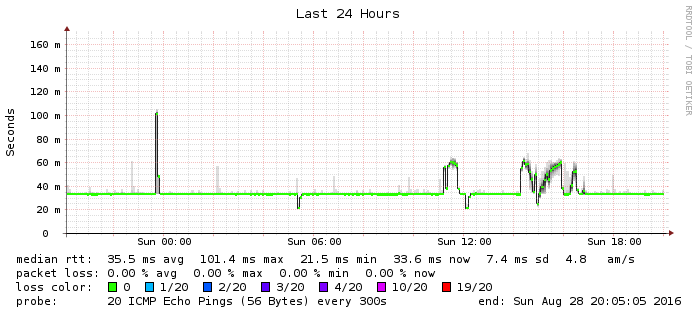 Last 24 Hours
RRDTOOL / TOBI OETIKER
Seconds
160 m
140 m
120 m
100 m
80 m
60 m
40 m
20 m
0
Sun 00:00 Sun 06:00 Sun 12:00 Sun 18:00
median rtt: 35.5 ms avg 101.4 ms max 21.5 ms min 33.6 ms now 7.4 ms sd 4.8 am/s
packet loss: 0.00 % avg 0.00 % max 0.00 % min 0.00 % now
loss color: 0 1/20 2/20 3/20 4/20 10/20 19/20
probe: 20 ICMP Echo Pings (56 Bytes) every 300s end: Sun Aug 28 20:05:05 2016